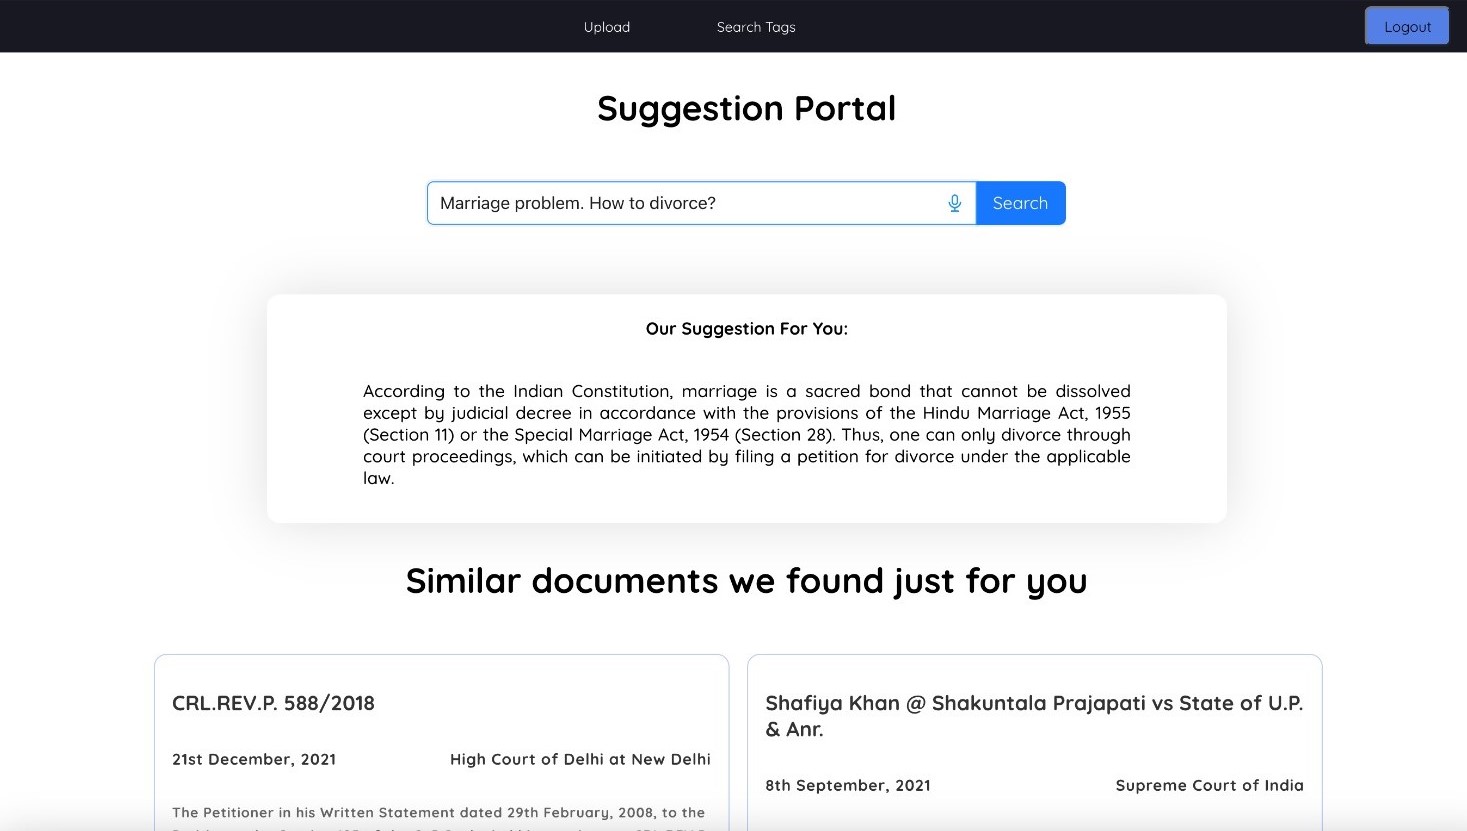 Upload
Search Tags
Logout
Suggestion Portal
Marriage problem. How to divorce?
Search
Our Suggestion For You:
According to the Indian Constitution, marriage is a sacred bond that cannot be dissolved
except by judicial decree in accordance with the provisions of the Hindu Marriage Act, 1955
(Section 11) or the Special Marriage Act, 1954 (Section 28). Thus, one can only divorce through
court proceedings, which can be initiated by filing a petition for divorce under the applicable
law.
Similar documents we found just for you
CRL.REV.P. 588/2018
21st December, 2021
High Court of Delhi at New Delhi
The Petitioner in his Written Statement dated 29th February, 2008, to the
Shafiya Khan @ Shakuntala Prajapati vs State of U.P.
& Anr.
8th September, 2021
Supreme Court of India